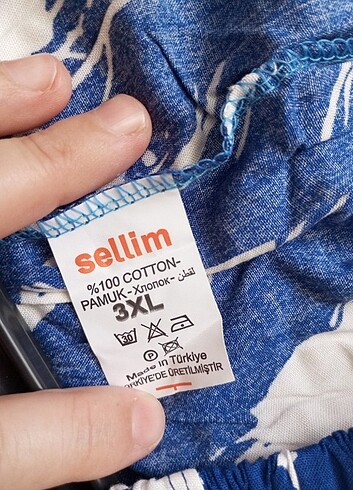 sellim
%100 COTTON-
PAMUK-Хлопок- قطن
3XL
30 P
Made in Türkiye
TÜRKİYE'DE ÜRETİLMİŞTİR